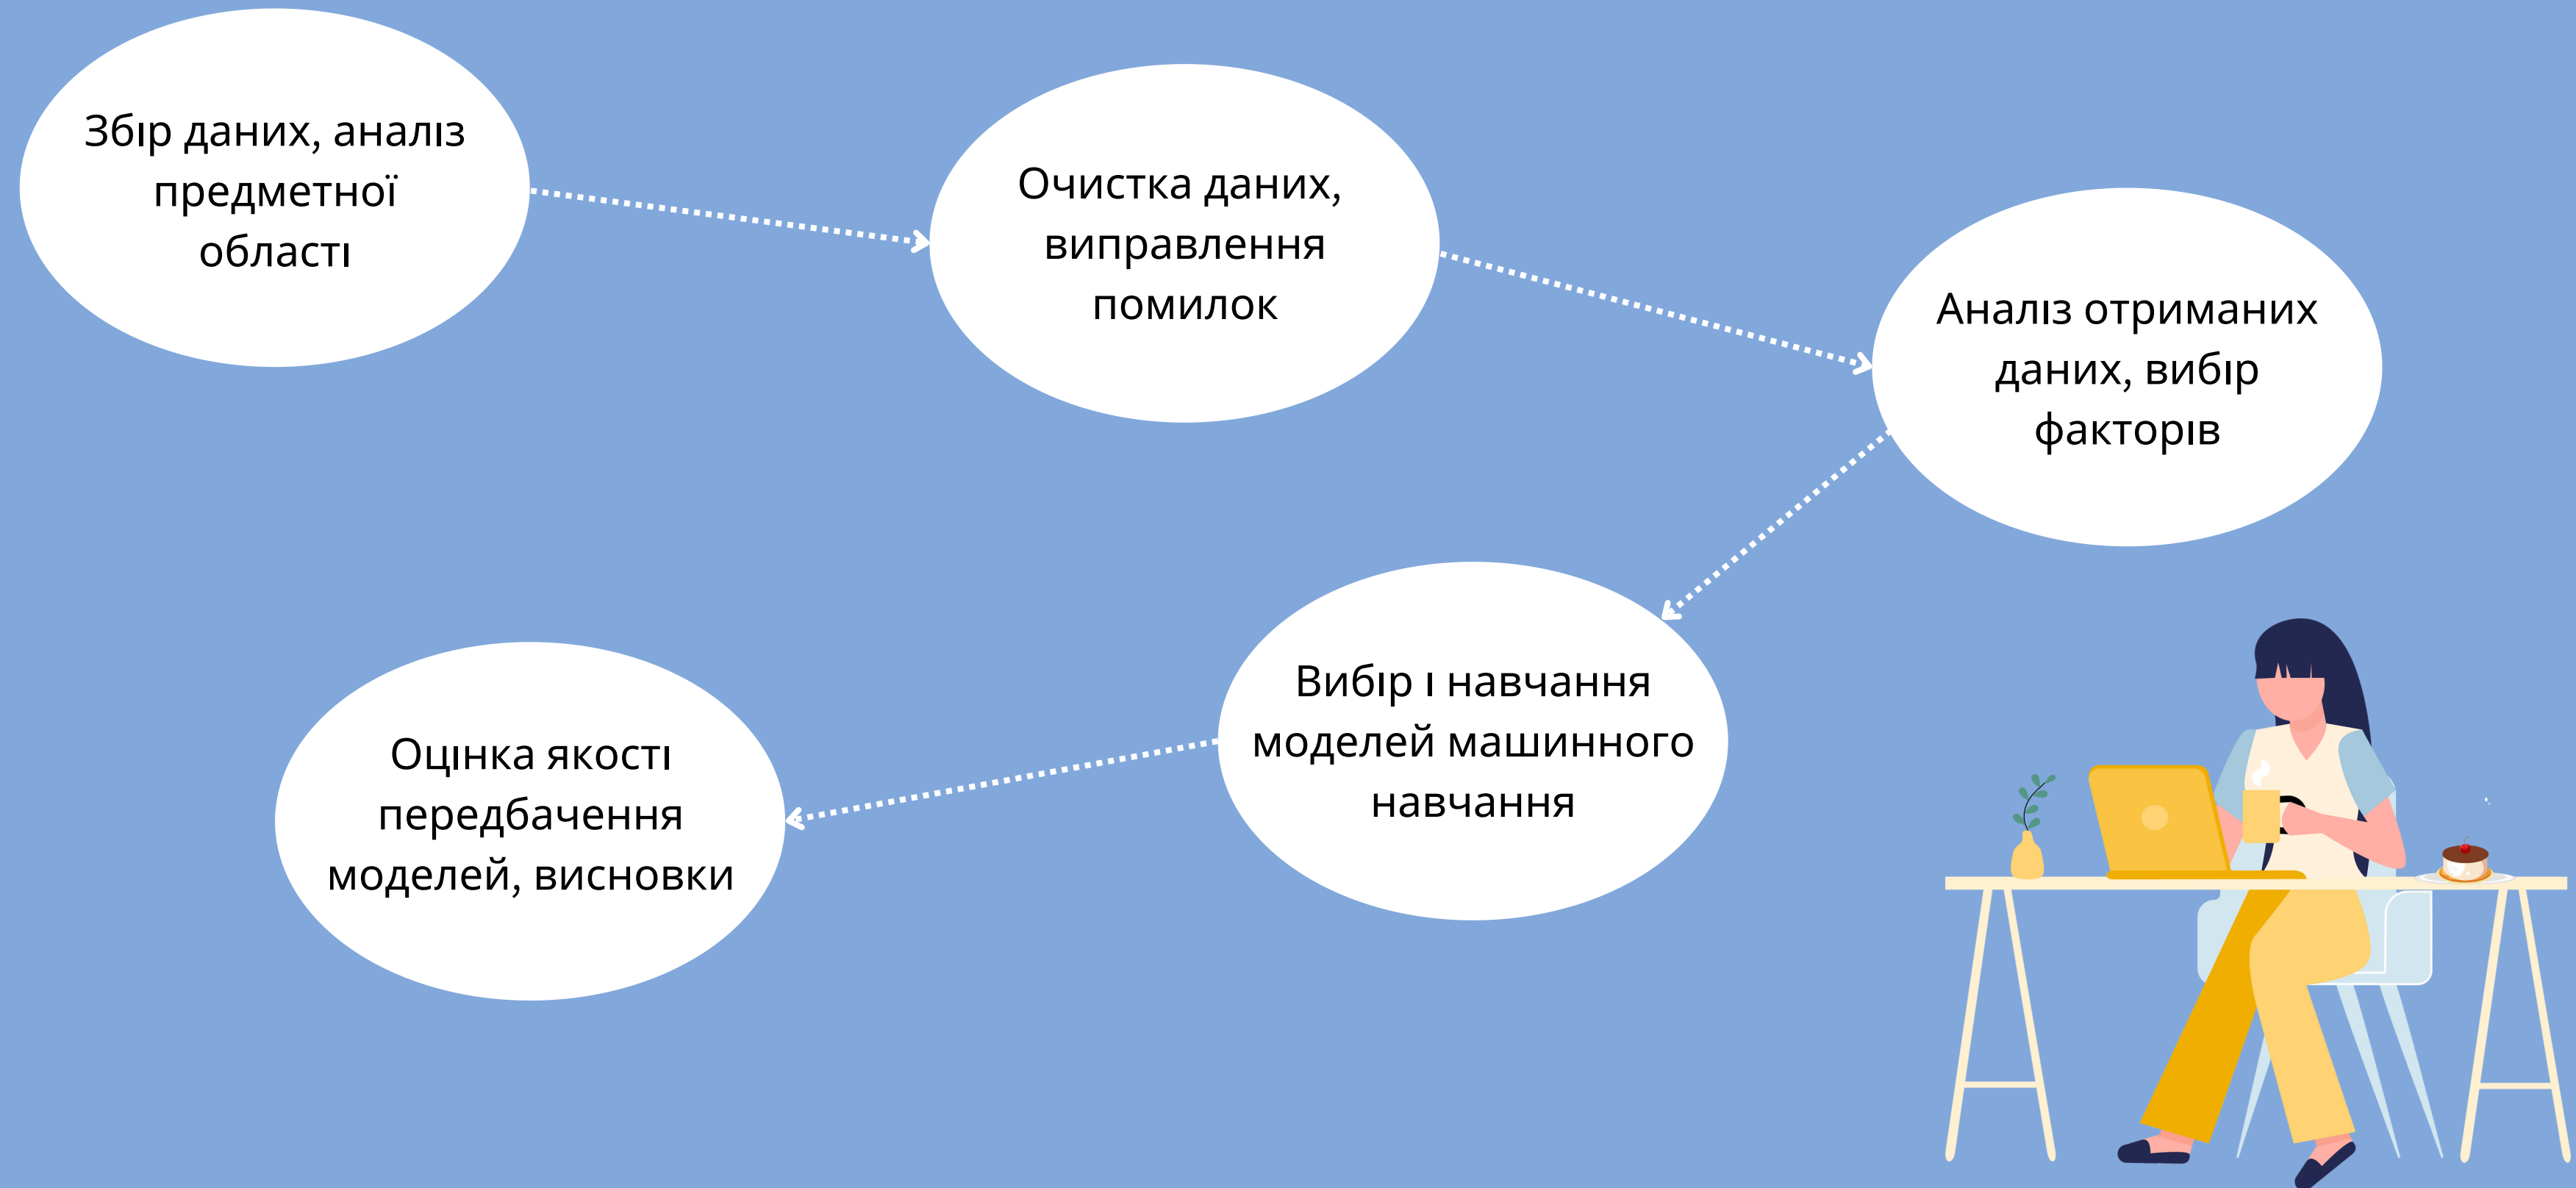 Збір даних, аналіз
предметної
області
Очистка даних,
виправлення
помилок
Аналіз отриманих
даних, вибір
факторів
Вибір і навчання
моделей машинного
навчання
Оцінка якості
передбачення
моделей, висновки